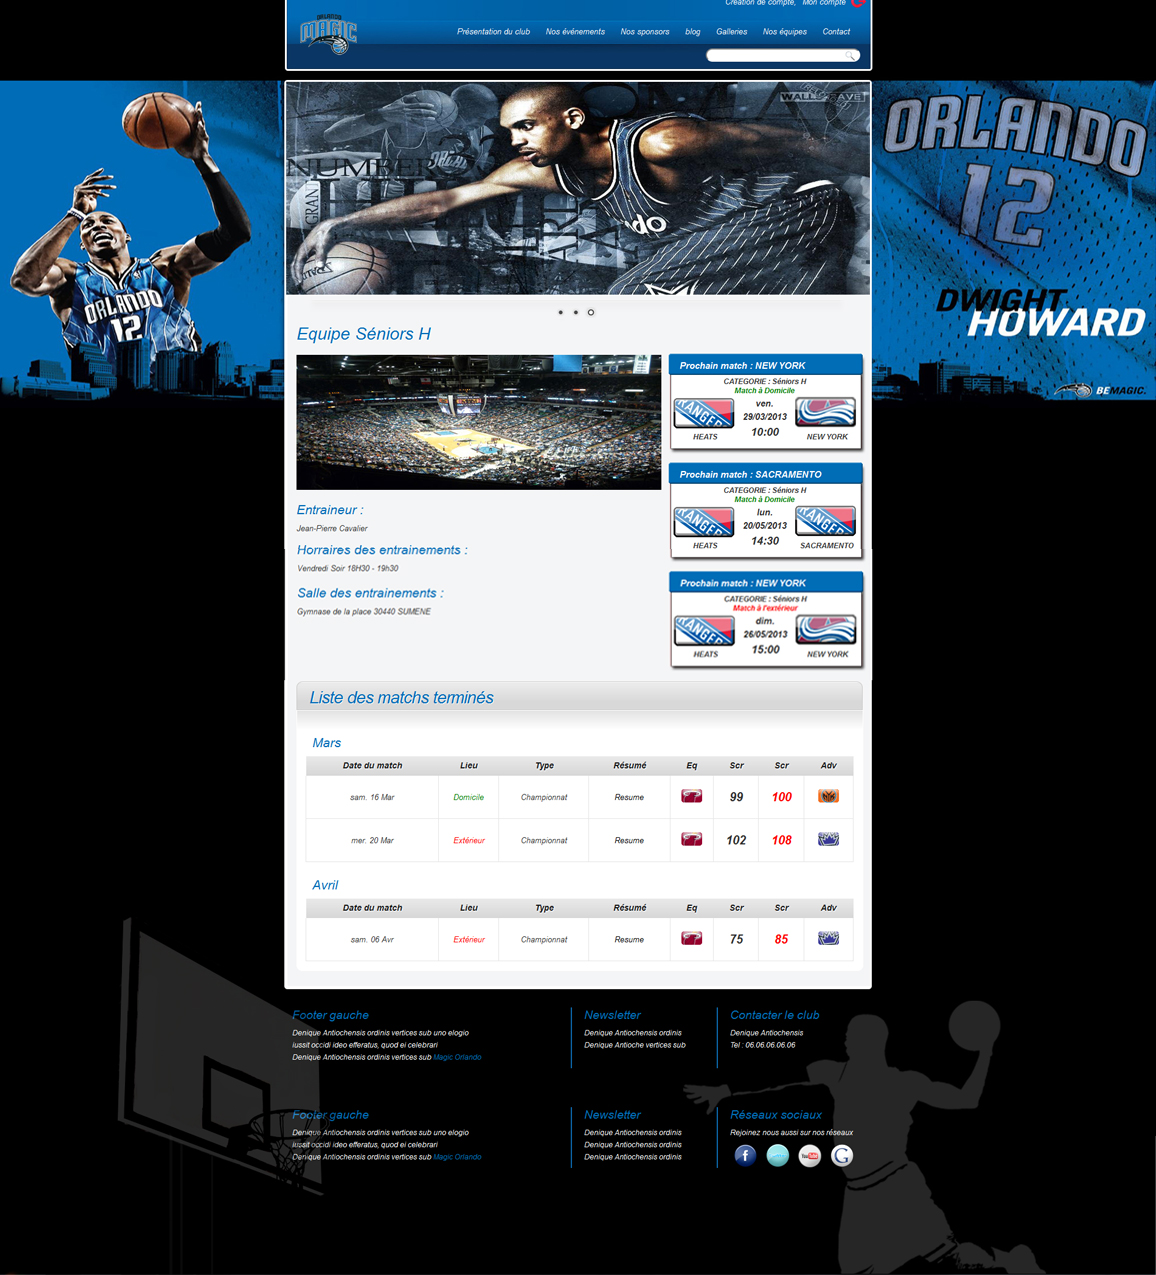 Création de compte, Mon compte
ORLANDO
MAGIC
Présentation du club Nos événements Nos sponsors blog Galleries Nos équipes Contact
ORLANDO
12
ORLANDO
12
DWIGHT
HOWARD
BEMAGIC.
NUMBER
GRAN
Equipe Séniors H
Entraineur :
Jean-Pierre Cavalier
Horraires des entrainements :
Vendredi Soir 18H30 - 19h30
Salle des entrainements :
Gymnase de la place 30440 SUMENE
Prochain match : NEW YORK
CATEGORIE : Séniors H
Match à Domicile
ven.
29/03/2013
10:00
HEATS NEW YORK
Prochain match : SACRAMENTO
CATEGORIE : Séniors H
Match à Domicile
lun.
20/05/2013
14:30
HEATS SACRAMENTO
Prochain match : NEW YORK
CATEGORIE : Séniors H
Match à l'extérieur
dim.
26/05/2013
15:00
HEATS NEW YORK
Liste des matchs terminés
Mars
Date du match Lieu Type Résumé Eq Scr Scr Adv
sam. 16 Mar Domicile Championnat Resume 99 100
mer. 20 Mar Extérieur Championnat Resume 102 108
Avril
Date du match Lieu Type Résumé Eq Scr Scr Adv
sam. 06 Avr Extérieur Championnat Resume 75 85
Footer gauche
Denique Antiochensis ordinis vertices sub uno elogio
iussit occidi ideo efferatus, quod ei celebrari
Denique Antiochensis ordinis vertices sub Magic Orlando
Newsletter
Denique Antiochensis ordinis
Denique Antioche vertices sub
Contacter le club
Denique Antiochensis
Tel : 06.06.06.06.06
Footer gauche
Denique Antiochensis ordinis vertices sub uno elogio
iussit occidi ideo efferatus, quod ei celebrari
Denique Antiochensis ordinis vertices sub Magic Orlando
Newsletter
Denique Antiochensis ordinis
Denique Antiochensis ordinis
Denique Antiochensis ordinis
Réseaux sociaux
Rejoinez nous aussi sur nos réseaux